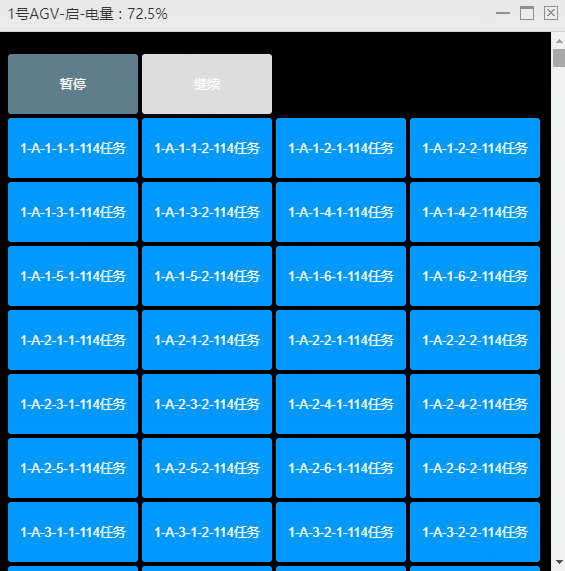 1号AGV-启-电量：72.5%
暂停 继续
1-A-1-1-1-114任务 1-A-1-1-2-114任务 1-A-1-2-1-114任务 1-A-1-2-2-114任务
1-A-1-3-1-114任务 1-A-1-3-2-114任务 1-A-1-4-1-114任务 1-A-1-4-2-114任务
1-A-1-5-1-114任务 1-A-1-5-2-114任务 1-A-1-6-1-114任务 1-A-1-6-2-114任务
1-A-2-1-1-114任务 1-A-2-1-2-114任务 1-A-2-2-1-114任务 1-A-2-2-2-114任务
1-A-2-3-1-114任务 1-A-2-3-2-114任务 1-A-2-4-1-114任务 1-A-2-4-2-114任务
1-A-2-5-1-114任务 1-A-2-5-2-114任务 1-A-2-6-1-114任务 1-A-2-6-2-114任务
1-A-3-1-1-114任务 1-A-3-1-2-114任务 1-A-3-2-1-114任务 1-A-3-2-2-114任务